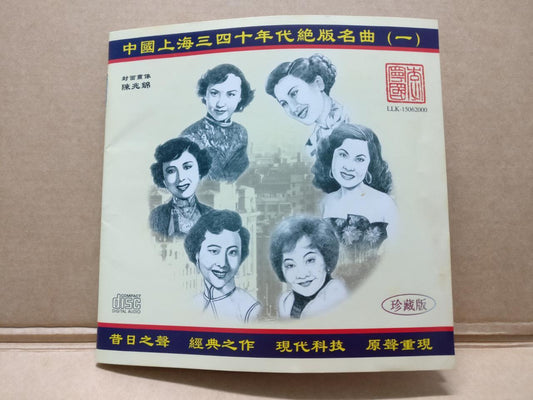 中國上海三四十年代絕版名曲（一）
封面畫像
陳兆錦
LLK-15062000
COMPACT
disc
DIGITAL AUDIO
珍藏版
昔日之聲 經典之作 現代科技 原聲重現